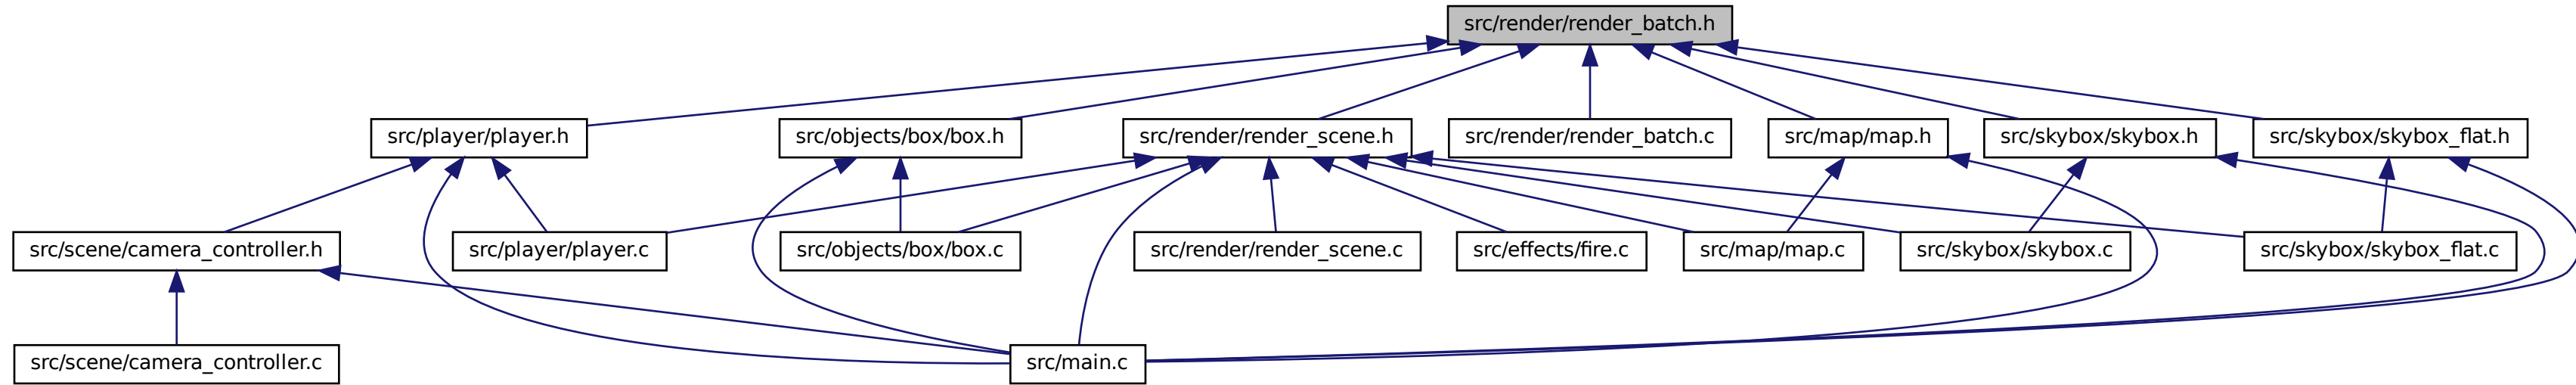 src/render/render_batch.h
src/player/player.h
src/objects/box/box.h
src/render/render_scene.h
src/render/render_batch.c
src/map/map.h
src/skybox/skybox.h
src/skybox/skybox_flat.h
src/scene/camera_controller.h
src/player/player.c
src/objects/box/box.c
src/render/render_scene.c
src/effects/fire.c
src/map/map.c
src/skybox/skybox.c
src/skybox/skybox_flat.c
src/scene/camera_controller.c
src/main.c